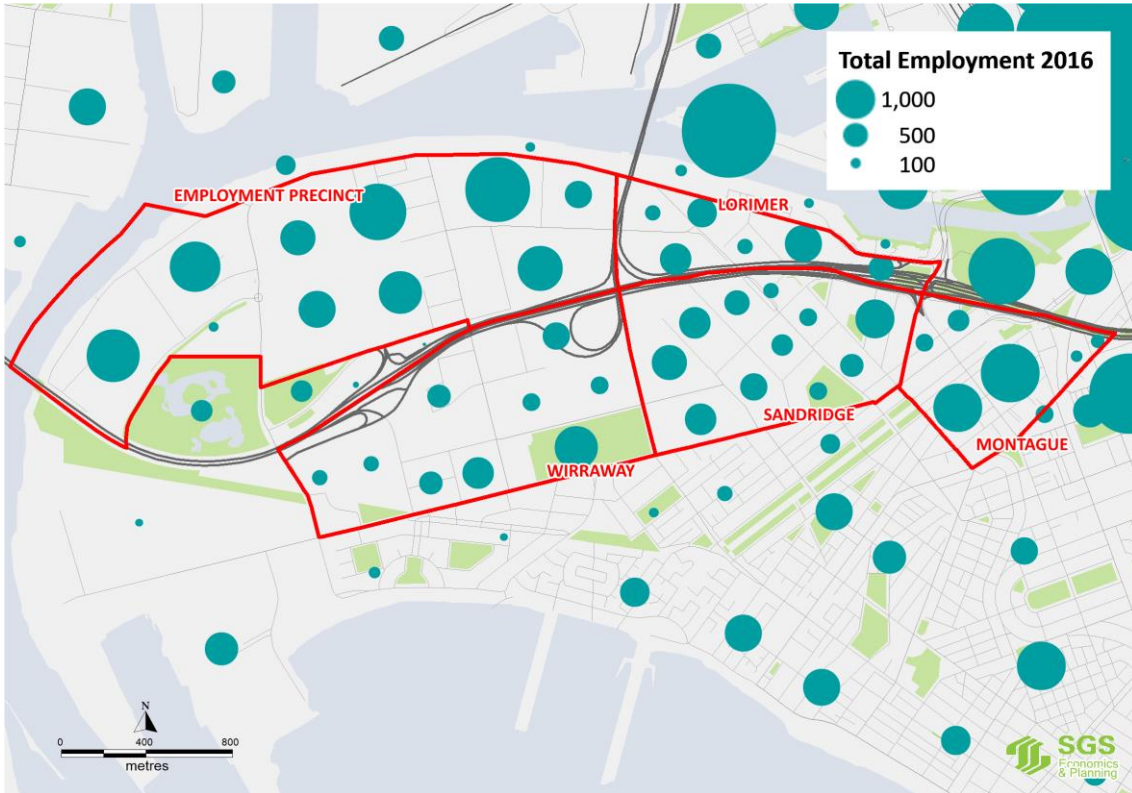 Total Employment 2016
1,000
500
100
EMPLOYMENT PRECINCT
LORIMER
SANDRIDGE
WIRRAWAY
MONTAGUE
N
0 400 800
metres
SGS
Economics
& Planning